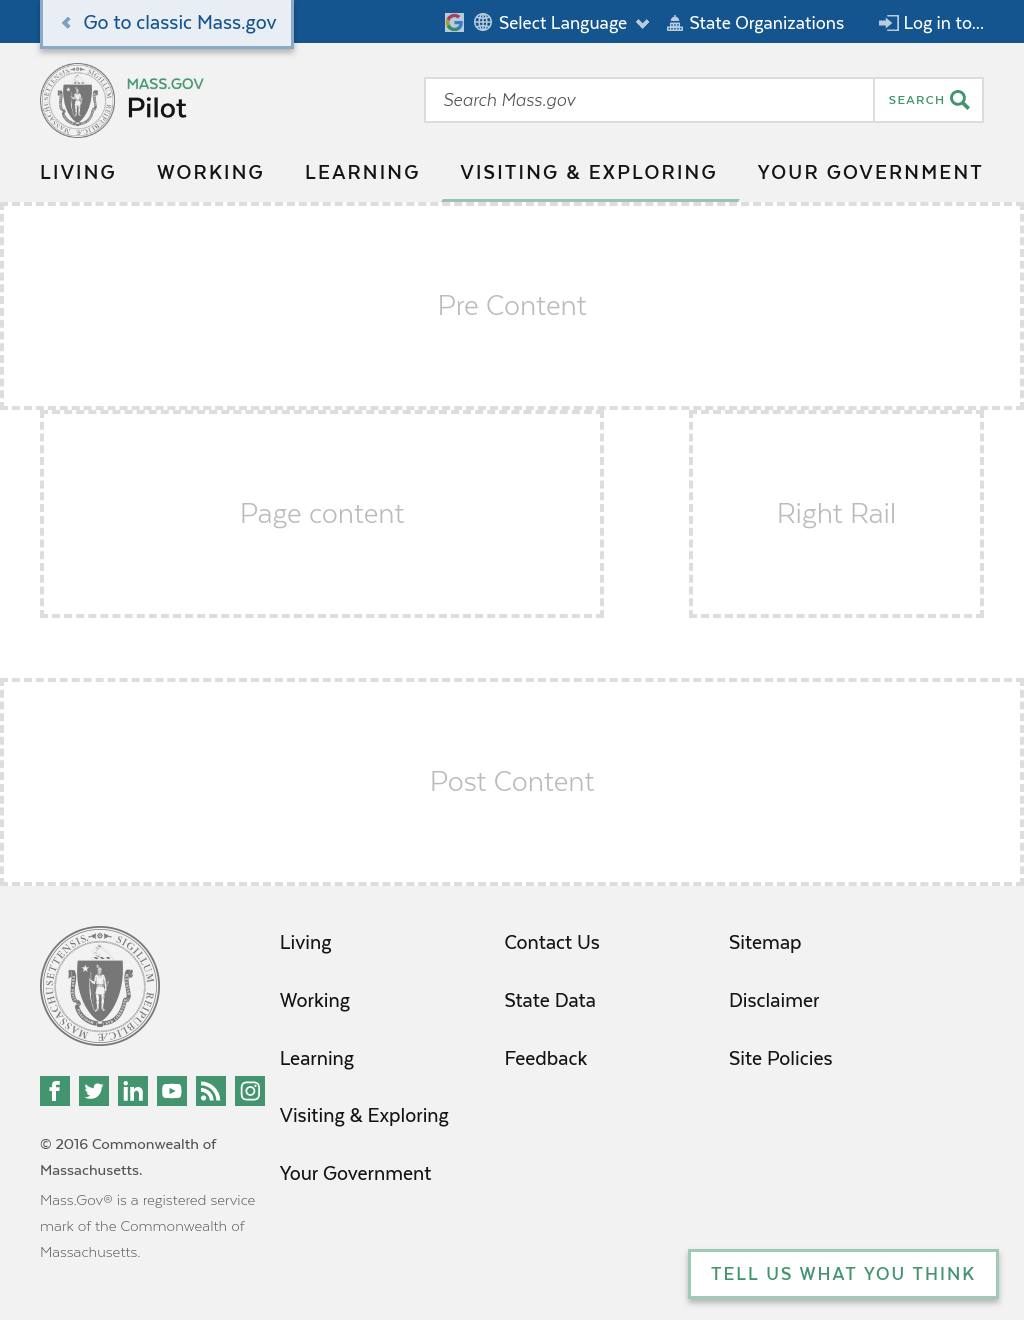 Go to classic Mass.gov
Select Language
State Organizations
Log in to...
MASS.GOV
Pilot
Search Mass.gov
SEARCH
LIVING
WORKING
LEARNING
VISITING & EXPLORING
YOUR GOVERNMENT
Pre Content
Page content
Right Rail
Post Content
SIGILLUM REIPUBLICÆ MASSACHUSETTENSIS
Living
Working
Learning
Visiting & Exploring
Your Government
Contact Us
State Data
Feedback
Sitemap
Disclaimer
Site Policies
© 2016 Commonwealth of
Massachusetts.
Mass.Gov® is a registered service
mark of the Commonwealth of
Massachusetts.
TELL US WHAT YOU THINK